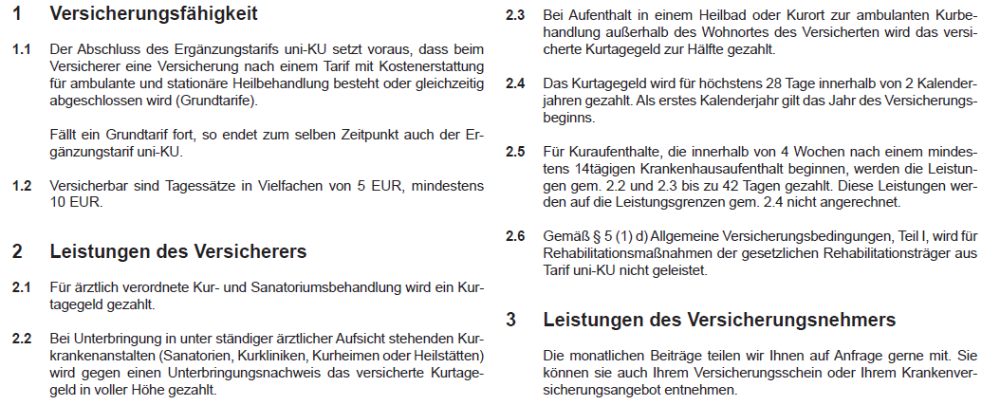 1 Versicherungsfähigkeit
1.1 Der Abschluss des Ergänzungstarifs uni-KU setzt voraus, dass beim
Versicherer eine Versicherung nach einem Tarif mit Kostenerstattung
für ambulante und stationäre Heilbehandlung besteht oder gleichzeitig
abgeschlossen wird (Grundtarife).
Fällt ein Grundtarif fort, so endet zum selben Zeitpunkt auch der Er-
gänzungstarif uni-KU.
1.2 Versicherbar sind Tagessätze in Vielfachen von 5 EUR, mindestens
10 EUR.
2 Leistungen des Versicherers
2.1 Für ärztlich verordnete Kur- und Sanatoriumsbehandlung wird ein Kur-
tagegeld gezahlt.
2.2 Bei Unterbringung in unter ständiger ärztlicher Aufsicht stehenden Kur-
krankenanstalten (Sanatorien, Kurkliniken, Kurheimen oder Heilstätten)
wird gegen einen Unterbringungsnachweis das versicherte Kurtage-
geld in voller Höhe gezahlt.
2.3 Bei Aufenthalt in einem Heilbad oder Kurort zur ambulanten Kurbe-
handlung außerhalb des Wohnortes des Versicherten wird das versi-
cherte Kurtagegeld zur Hälfte gezahlt.
2.4 Das Kurtagegeld wird für höchstens 28 Tage innerhalb von 2 Kalender-
jahren gezahlt. Als erstes Kalenderjahr gilt das Jahr des Versicherungs-
beginns.
2.5 Für Kuraufenthalte, die innerhalb von 4 Wochen nach einem mindes-
tens 14tägigen Krankenhausaufenthalt beginnen, werden die Leistun-
gen gem. 2.2 und 2.3 bis zu 42 Tagen gezahlt. Diese Leistungen wer-
den auf die Leistungsgrenzen gem. 2.4 nicht angerechnet.
2.6 Gemäß § 5 (1) d) Allgemeine Versicherungsbedingungen, Teil I, wird für
Rehabilitationsmaßnahmen der gesetzlichen Rehabilitationsträger aus
Tarif uni-KU nicht geleistet.
3 Leistungen des Versicherungsnehmers
Die monatlichen Beiträge teilen wir Ihnen auf Anfrage gerne mit. Sie
können sie auch Ihrem Versicherungsschein oder Ihrem Krankenver-
sicherungsangebot entnehmen.